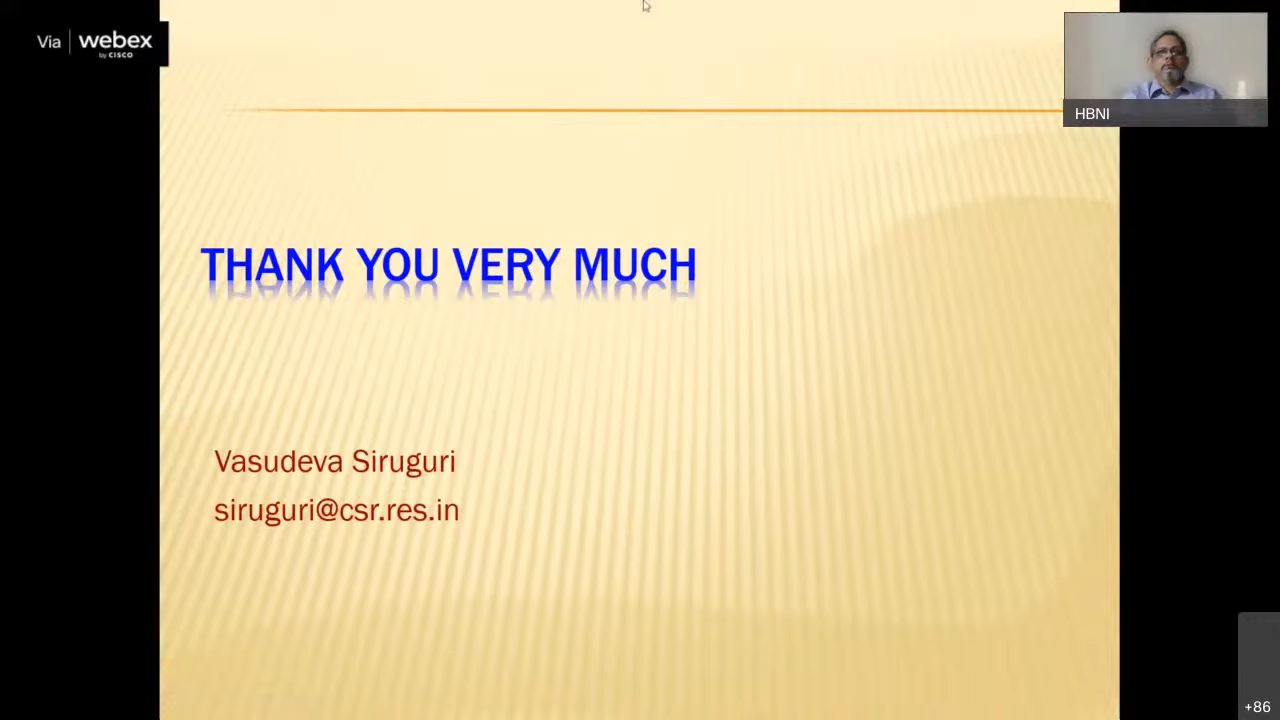 Via webex
by CISCO
HBNI
THANK YOU VERY MUCH
Vasudeva Siruguri
siruguri@csr.res.in
+86